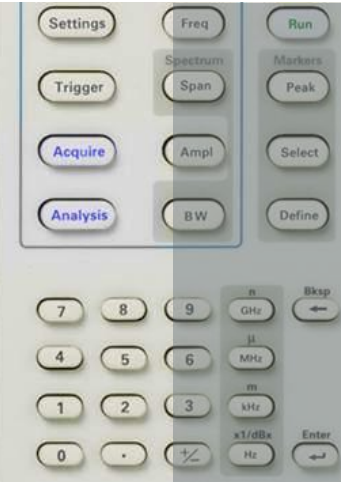 Settings Freq Run
Spectrum Markers
Trigger Span Peak
Acquire Ampl Select
Analysis BW Define
n Bksp
7 8 9 GHz ←
µ
4 5 6 MHz
m
1 2 3 kHz
x1/dBx Enter
0 . +/− Hz ↵